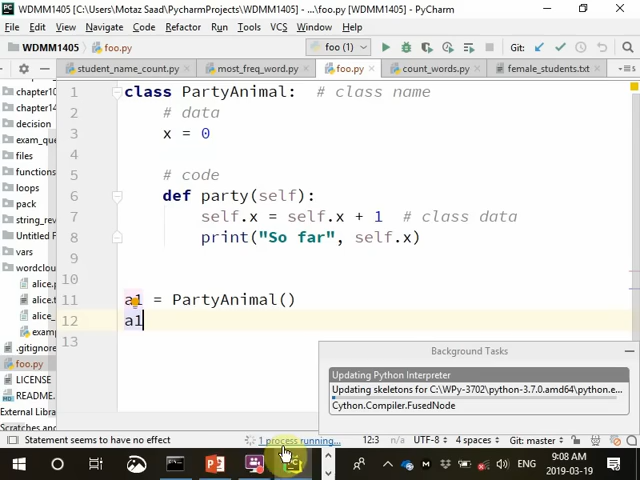 WDMM1405 [C:\Users\Motaz Saad\PycharmProjects\WDMM1405] - ...\foo.py - PyCharm
File Edit View Navigate Code Refactor Run Tools VCS Window Help
WDMM1405 foo.py foo (1) Git:
student_name_count.py most_freq_word.py foo.py count_words.py female_students.txt
chapter10
chapter14
decision
exam_que
files
functions
loops
pack
string_rev
Untitled F
vars
wordclou
alice.p
alice.t
alice_
examp
.gitignore
foo.py
LICENSE
README.
External Librar
1 class PartyAnimal: # class name
2 # data
3 x = 0
4
5 # code
6 def party(self):
7 self.x = self.x + 1 # class data
8 print("So far", self.x)
9
10
11 a1 = PartyAnimal()
12 a1
13
Background Tasks
Updating Python Interpreter
Updating skeletons for C:\WPy-3702\python-3.7.0.amd64\python.e...
Cython.Compiler.FusedNode
Statement seems to have no effect 1 process running... 12:3 n/a UTF-8 4 spaces Git: master
ENG
9:08 AM
2019-03-19